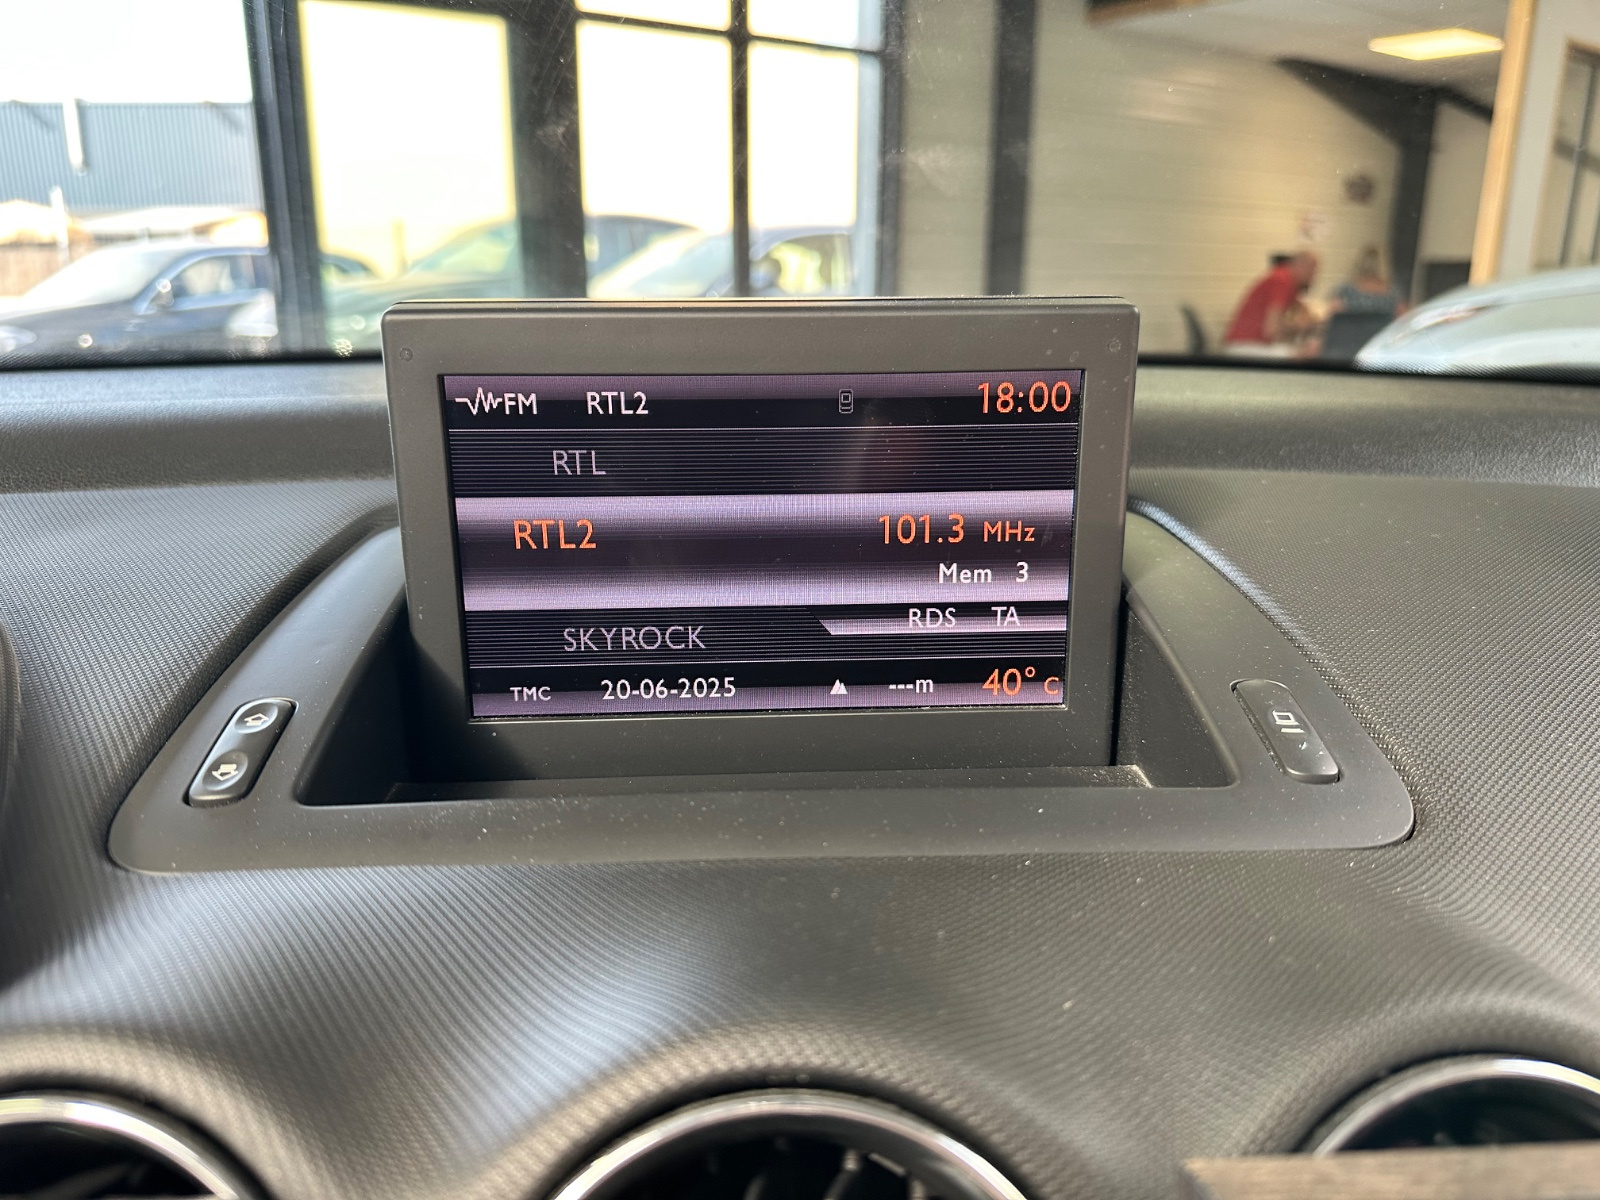 FM RTL2 18:00
RTL
RTL2 101.3 MHz
Mem 3
RDS TA
SKYROCK
TMC 20-06-2025 ---m 40° C